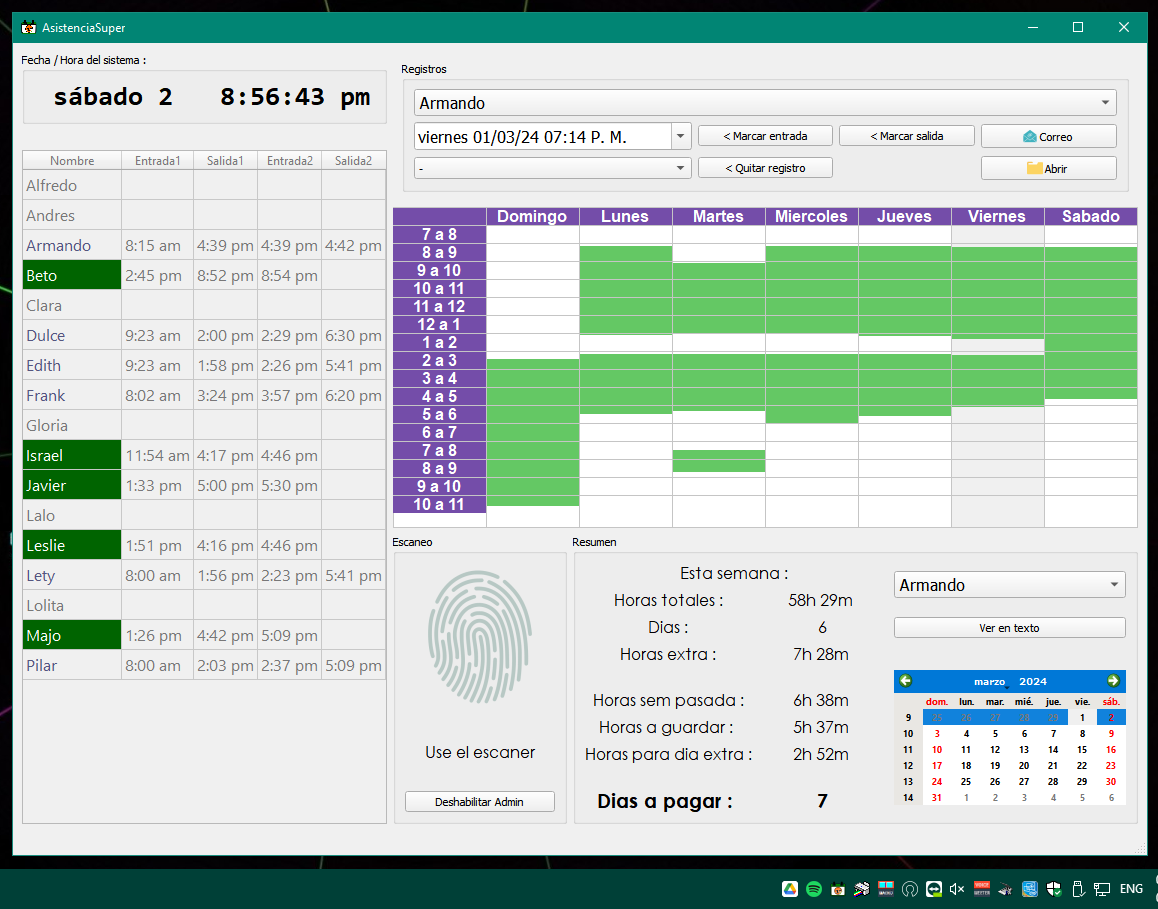 AsistenciaSuper
Fecha / Hora del sistema :
sábado 2 8:56:43 pm
Nombre Entrada1 Salida1 Entrada2 Salida2
Alfredo
Andres
Armando 8:15 am 4:39 pm 4:39 pm 4:42 pm
Beto 2:45 pm 8:52 pm 8:54 pm
Clara
Dulce 9:23 am 2:00 pm 2:29 pm 6:30 pm
Edith 9:23 am 1:58 pm 2:26 pm 5:41 pm
Frank 8:02 am 3:24 pm 3:57 pm 6:20 pm
Gloria
Israel 11:54 am 4:17 pm 4:46 pm
Javier 1:33 pm 5:00 pm 5:30 pm
Lalo
Leslie 1:51 pm 4:16 pm 4:46 pm
Lety 8:00 am 1:56 pm 2:23 pm 5:41 pm
Lolita
Majo 1:26 pm 4:42 pm 5:09 pm
Pilar 8:00 am 2:03 pm 2:37 pm 5:09 pm
Registros
Armando
viernes 01/03/24 07:14 P. M. < Marcar entrada < Marcar salida Correo
- < Quitar registro Abrir
Domingo Lunes Martes Miercoles Jueves Viernes Sabado
7 a 8
8 a 9
9 a 10
10 a 11
11 a 12
12 a 1
1 a 2
2 a 3
3 a 4
4 a 5
5 a 6
6 a 7
7 a 8
8 a 9
9 a 10
10 a 11
Escaneo
Use el escaner
Deshabilitar Admin
Resumen
Esta semana :
Horas totales : 58h 29m
Dias : 6
Horas extra : 7h 28m
Horas sem pasada : 6h 38m
Horas a guardar : 5h 37m
Horas para dia extra : 2h 52m
Dias a pagar : 7
Armando
Ver en texto
marzo 2024
dom. lun. mar. mié. jue. vie. sáb.
9 25 26 27 28 29 1 2
10 3 4 5 6 7 8 9
11 10 11 12 13 14 15 16
12 17 18 19 20 21 22 23
13 24 25 26 27 28 29 30
14 31 1 2 3 4 5 6
ENG